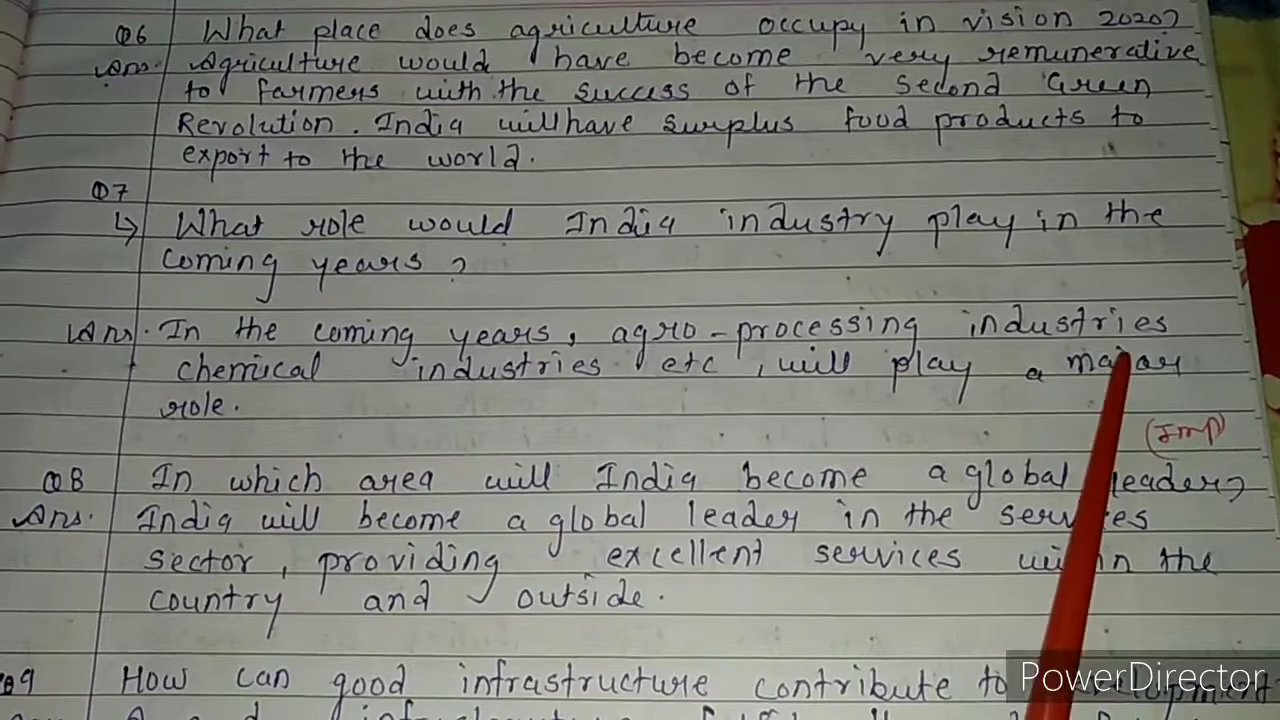 Q6 What place does agriculture occupy in vision 2020?
Ans. Agriculture would have become very remunerative
to farmers with the success of the Second Green
Revolution. India will have surplus food products to
export to the world.
Q7
↳ What role would India industry play in the
coming years?
Ans. In the coming years, agro-processing industries
chemical industries etc, will play a major
role.
(Imp)
Q8 In which area will India become a global leader?
Ans. India will become a global leader in the services
sector, providing excellent services within the
country and outside.
Q9 How can good infrastructure contribute to
PowerDirector